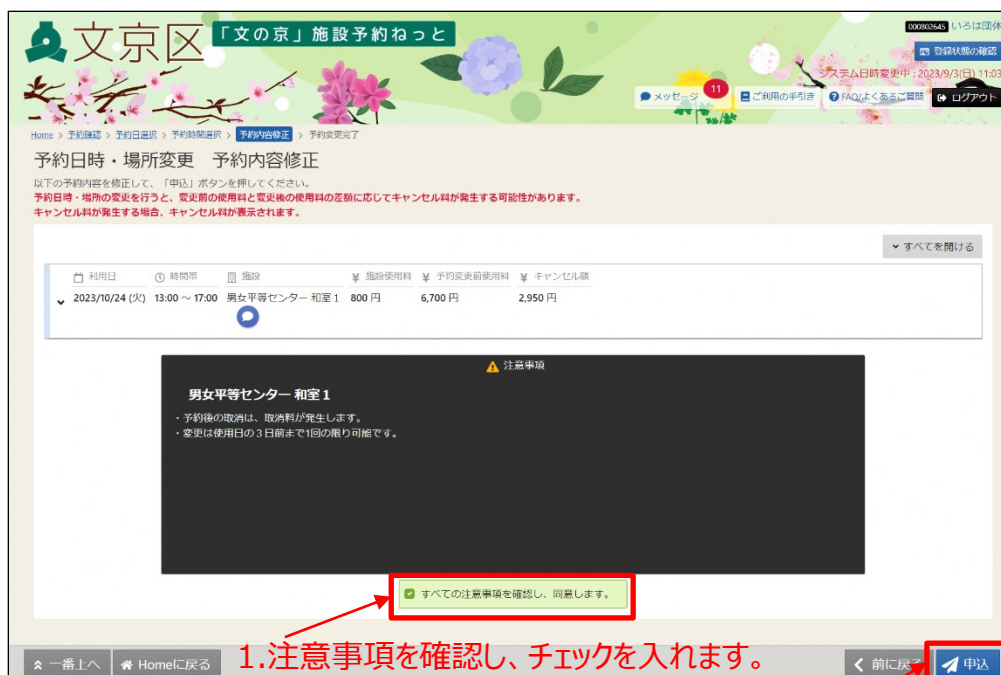 文京区 「文の京」施設予約ねっと
000802645 いろは団体
登録状態の確認
システム日時変更中 : 2023/9/3(日) 11:03
メッセージ 11 ご利用の手引き FAQ/よくあるご質問 ログアウト
Home > 予約確認 > 予約日選択 > 予約時間選択 > 予約内容修正 > 予約変更完了
予約日時・場所変更 予約内容修正
以下の予約内容を修正して、「申込」ボタンを押してください。
予約日時・場所の変更を行うと、変更前の使用料と変更後の使用料の差額に応じてキャンセル料が発生する可能性があります。
キャンセル料が発生する場合、キャンセル料が表示されます。
すべてを開ける
利用日 時間帯 施設 ¥ 施設使用料 ¥ 予約変更前使用料 ¥ キャンセル額
2023/10/24 (火) 13:00 ~ 17:00 男女平等センター 和室1 800 円 6,700 円 2,950 円
注意事項
男女平等センター 和室1
・予約後の取消は、取消料が発生します。
・変更は使用日の3日前まで1回の限り可能です。
すべての注意事項を確認し、同意します。
1.注意事項を確認し、チェックを入れます。
一番上へ Homeに戻る 前に戻る 申込